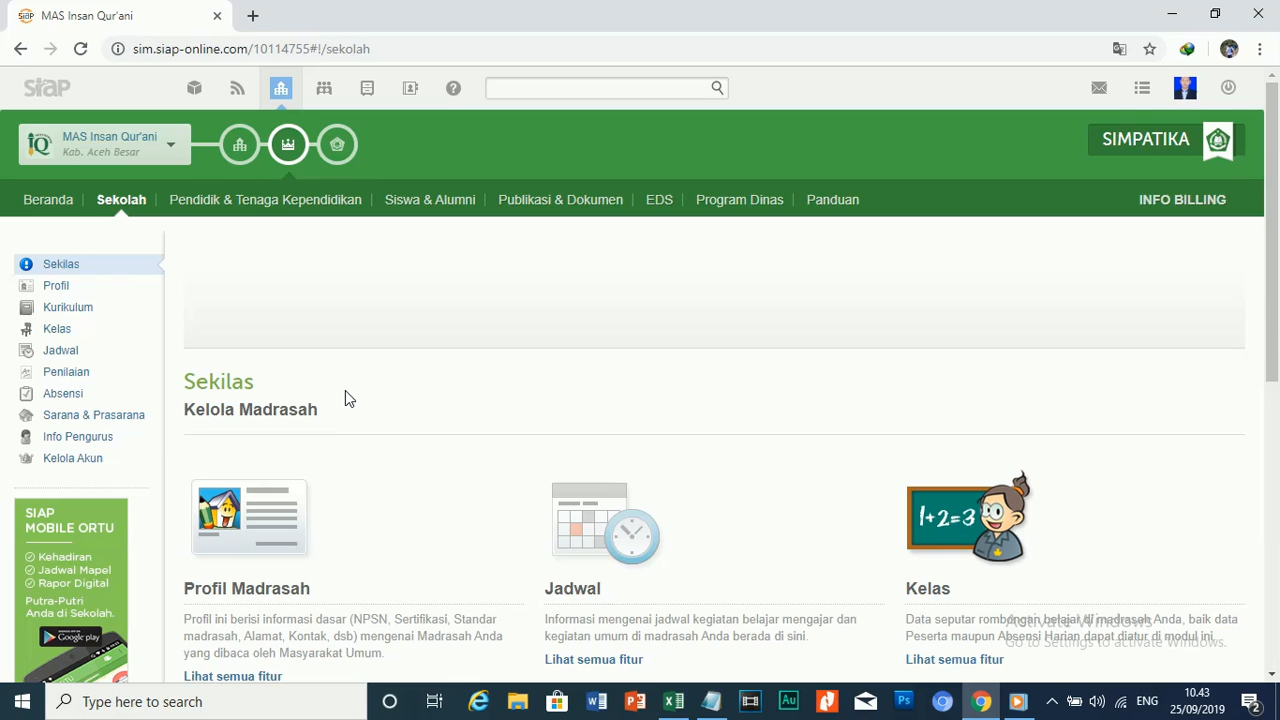 MAS Insan Qur'ani
sim.siap-online.com/10114755#!/sekolah
siap
MAS Insan Qur'ani
Kab. Aceh Besar
SIMPATIKA
Beranda
Sekolah
Pendidik & Tenaga Kependidikan
Siswa & Alumni
Publikasi & Dokumen
EDS
Program Dinas
Panduan
INFO BILLING
Sekilas
Profil
Kurikulum
Kelas
Jadwal
Penilaian
Absensi
Sarana & Prasarana
Info Pengurus
Kelola Akun
SIAP
MOBILE ORTU
Kehadiran
Jadwal Mapel
Rapor Digital
Putra-Putri
Anda di Sekolah.
Google play
Sekilas
Kelola Madrasah
Profil Madrasah
Profil ini berisi informasi dasar (NPSN, Sertifikasi, Standar
madrasah, Alamat, Kontak, dsb) mengenai Madrasah Anda
yang dibaca oleh Masyarakat Umum.
Lihat semua fitur
Jadwal
Informasi mengenai jadwal kegiatan belajar mengajar dan
kegiatan umum di madrasah Anda berada di sini.
Lihat semua fitur
1+2=3
Kelas
Data seputar rombongan belajar di madrasah Anda, baik data
Peserta maupun Absensi Harian dapat diatur di modul ini.
Lihat semua fitur
Activate Windows
Go to Settings to activate Windows.
Type here to search
ENG
10.43
25/09/2019
2